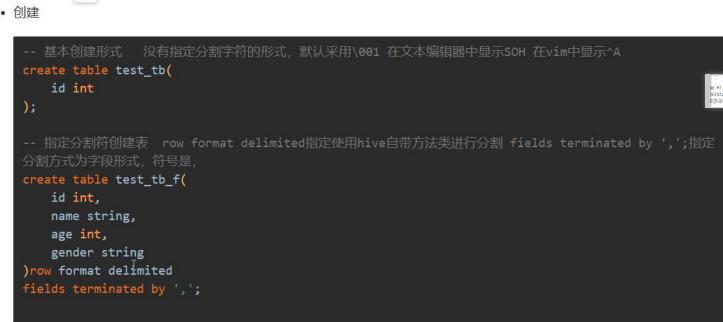 • 创建
-- 基本创建形式 没有指定分割字符的形式，默认采用\001 在文本编辑器中显示SOH 在vim中显示^A
create table test_tb(
id int
);
-- 指定分割符创建表 row format delimited指定使用hive自带方法类进行分割 fields terminated by ',';指定
分割方式为字段形式，符号是,
create table test_tb_f(
id int,
name string,
age int,
gender string
)row format delimited
fields terminated by ',';